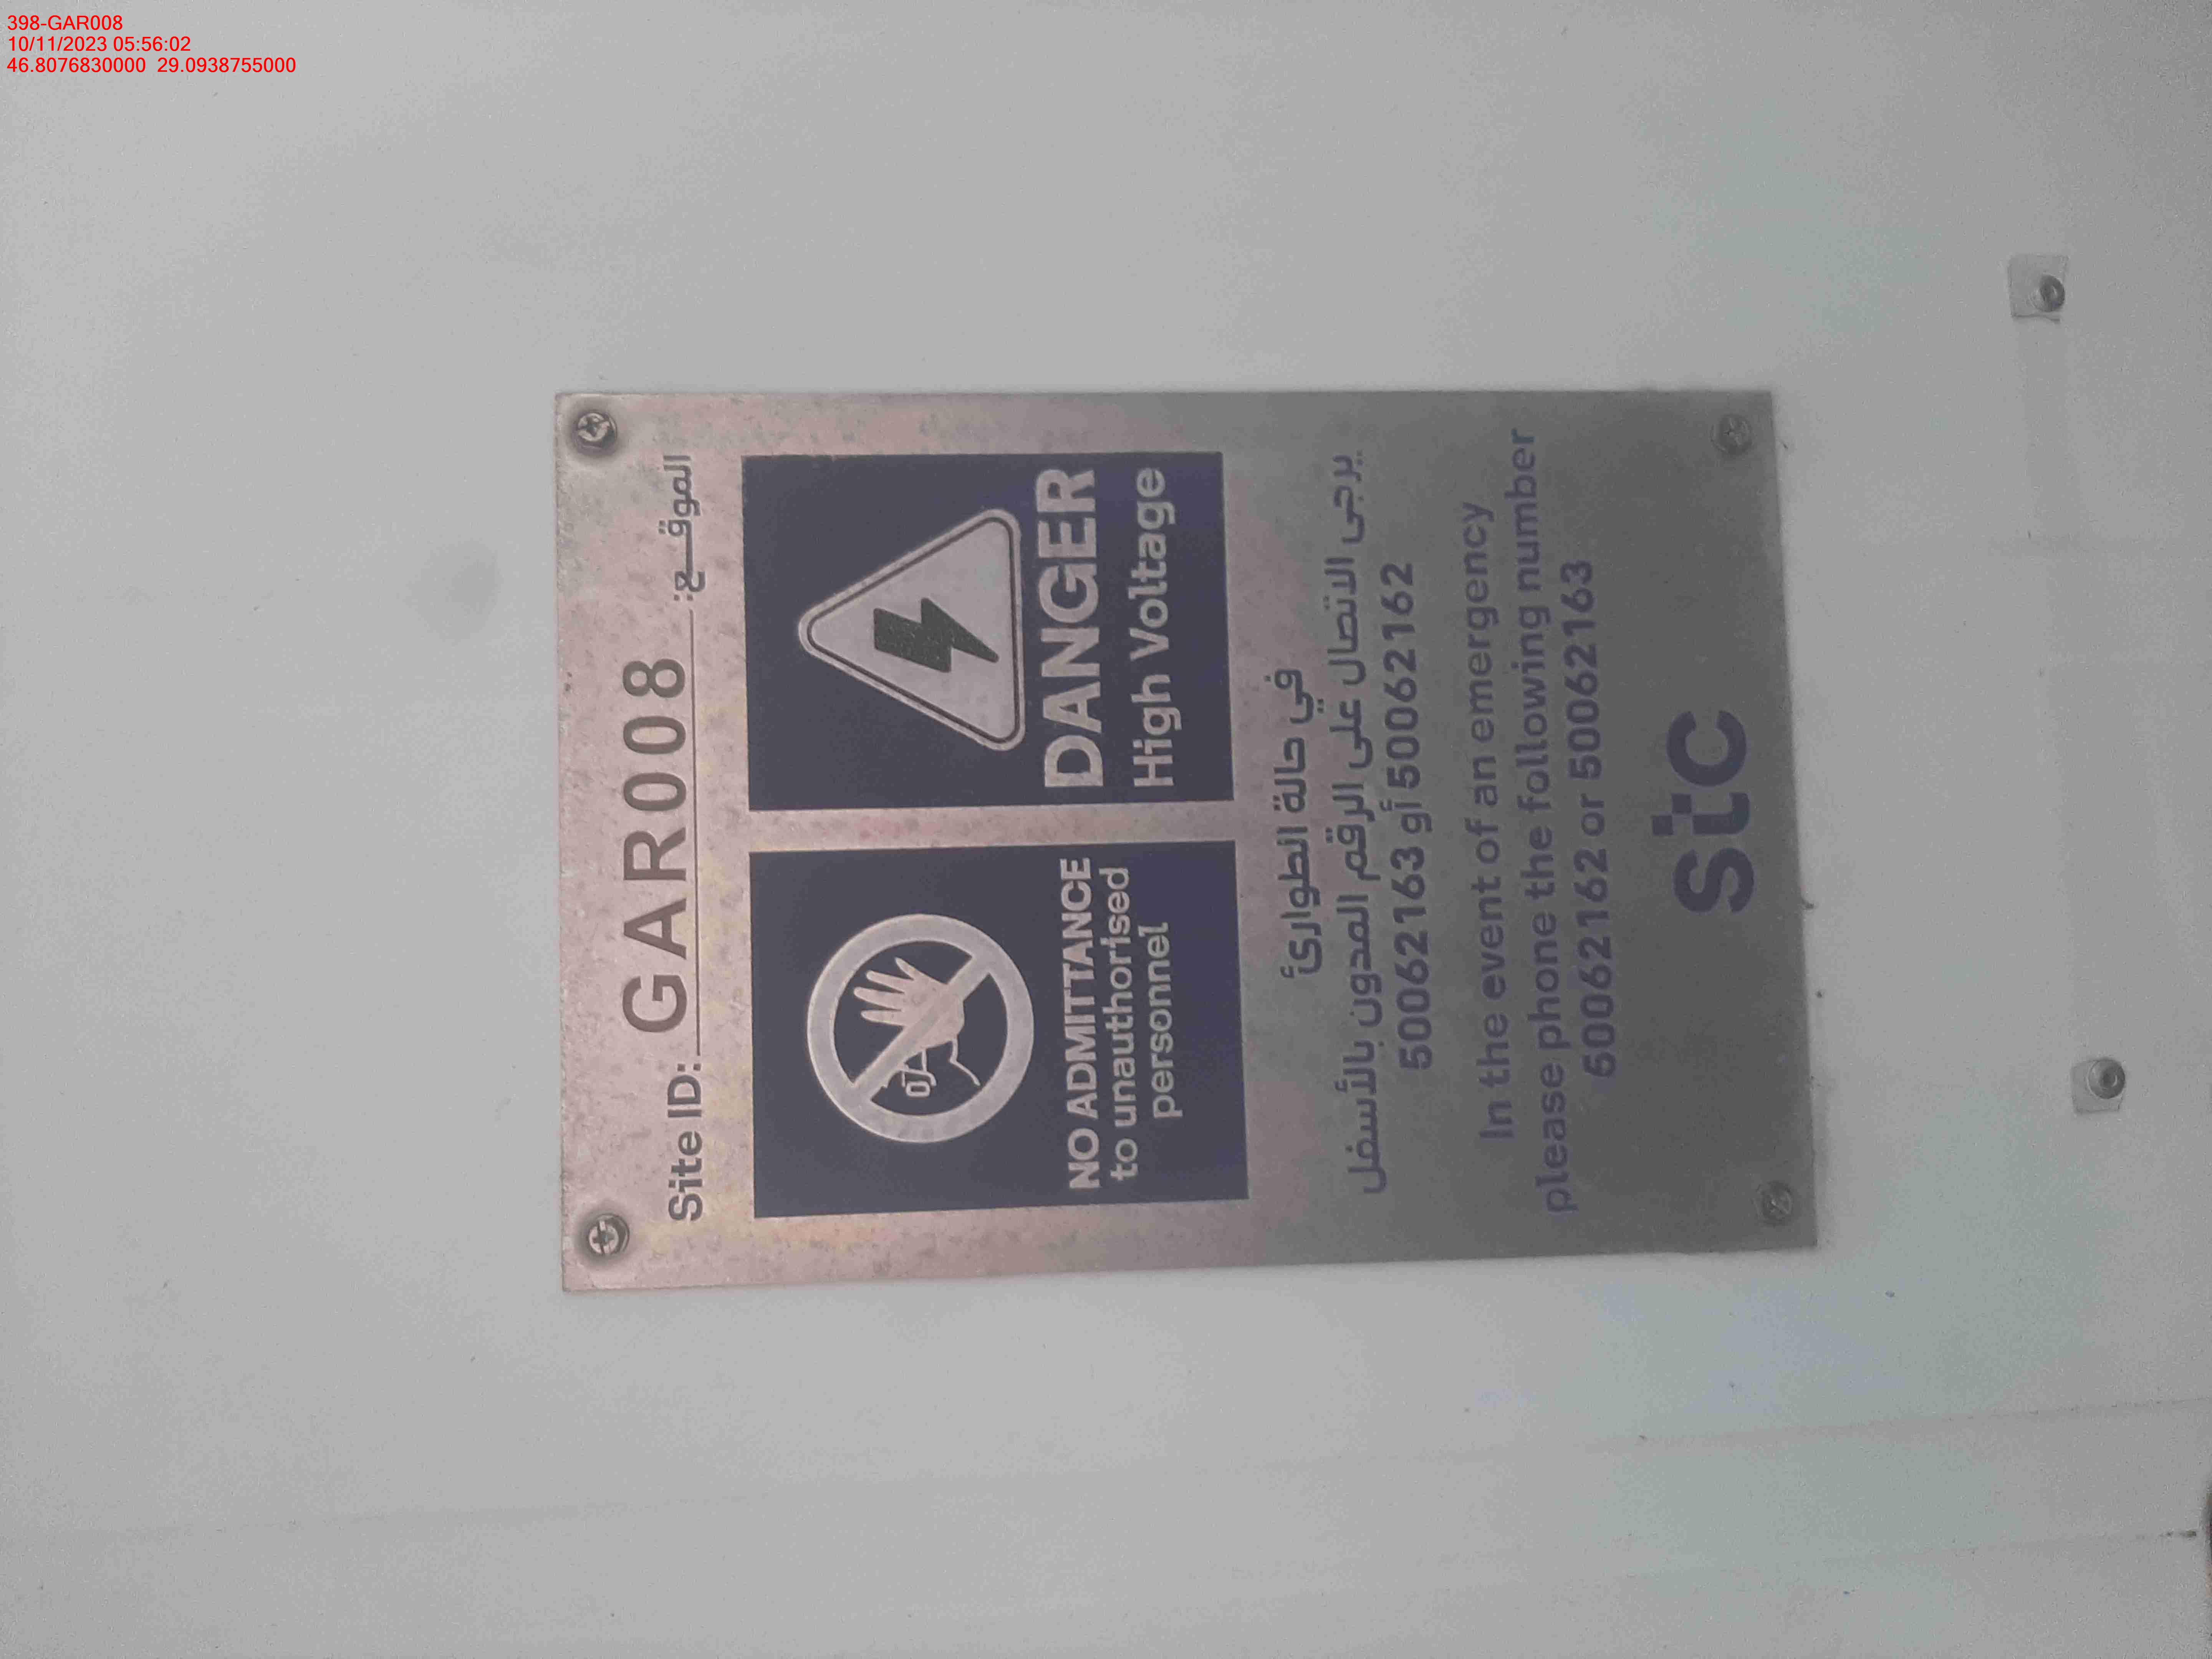 398-GAR008
10/11/2023 05:56:02
46.8076830000 29.0938755000
Site ID: GAR008 الموقـــع:
NO ADMITTANCE
to unauthorised
personnel
DANGER
High Voltage
في حالة الطوارئ
يرجى الاتصال على الرقم المدون بالأسفل
50062162 أو 50062163
In the event of an emergency
please phone the following number
50062162 or 50062163
stc